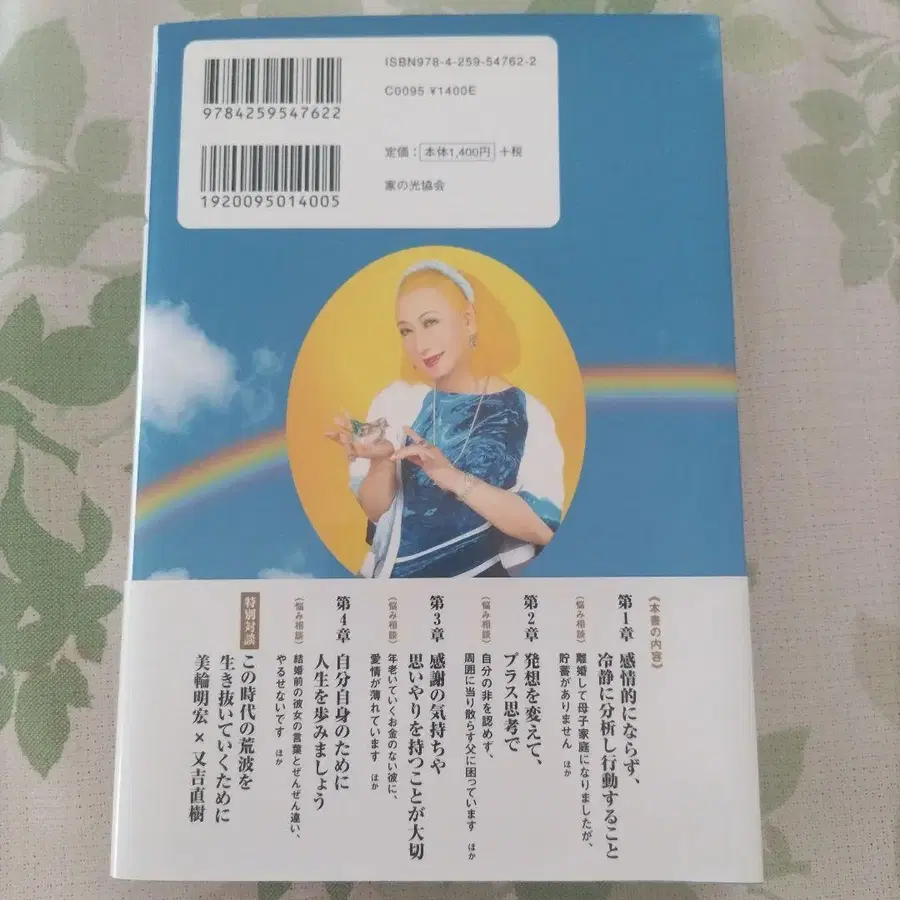 ISBN978-4-259-54762-2
C0095 ¥1400E
9784259547622
定価：本体1,400円＋税
1920095014005
家の光協会
《本書の内容》
第1章 感情的にならず、
冷静に分析し行動すること
〈悩み相談〉離婚して母子家庭になりましたが、
貯蓄がありません ほか
第2章 発想を変えて、
プラス思考で
〈悩み相談〉自分の非を認めず、
周囲に当り散らす父に困っています ほか
第3章 感謝の気持ちや
思いやりを持つことが大切
〈悩み相談〉年老いていくお金のない彼に、
愛情が薄れています ほか
第4章 自分自身のために
人生を歩みましょう
〈悩み相談〉結婚前の彼女の言葉とぜんぜん違い、
やるせないです ほか
特別対談 この時代の荒波を
生き抜いていくために
美輪明宏×又吉直樹